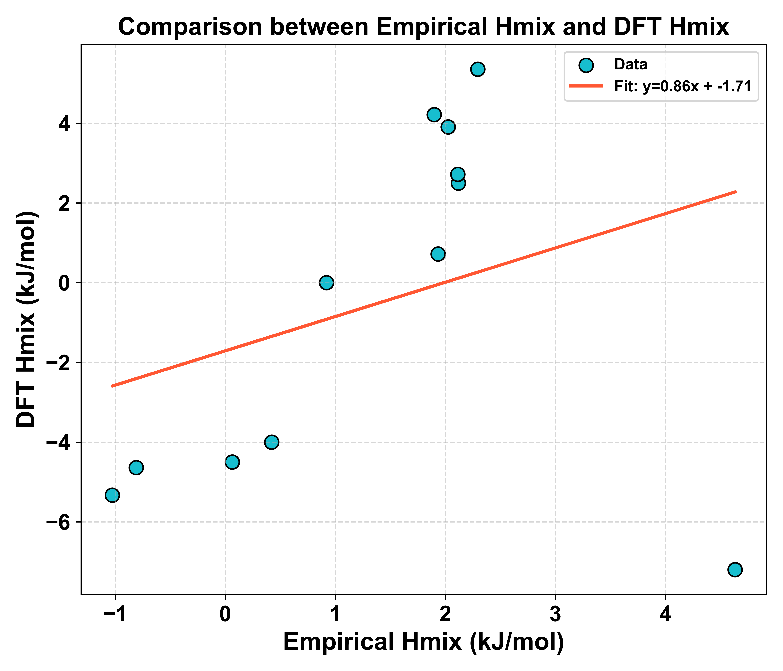 Comparison between Empirical Hmix and DFT Hmix
Data
Fit: y=0.86x + -1.71
DFT Hmix (kJ/mol)
4
2
0
−2
−4
−6
−1
0
1
2
3
4
Empirical Hmix (kJ/mol)